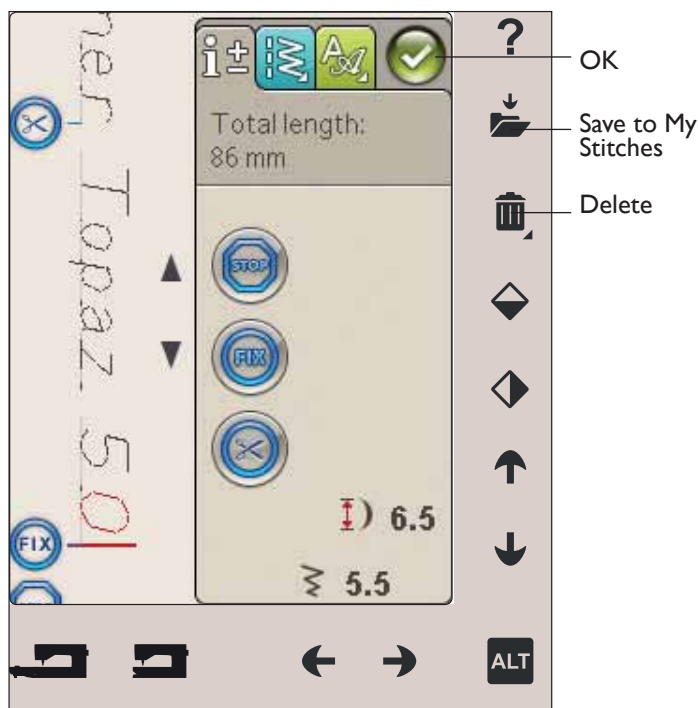 ner Topaz 50
FIX
i±
Total length:
86 mm
STOP
FIX
6.5
5.5
?
ALT
OK
Save to My
Stitches
Delete